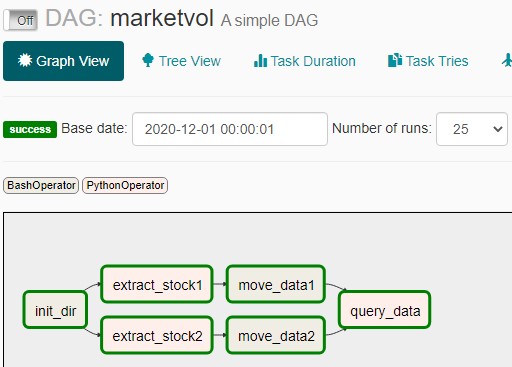 Off DAG: marketvol A simple DAG
Graph View Tree View Task Duration Task Tries
success Base date: 2020-12-01 00:00:01 Number of runs: 25
BashOperator PythonOperator
extract_stock1 move_data1
init_dir query_data
extract_stock2 move_data2